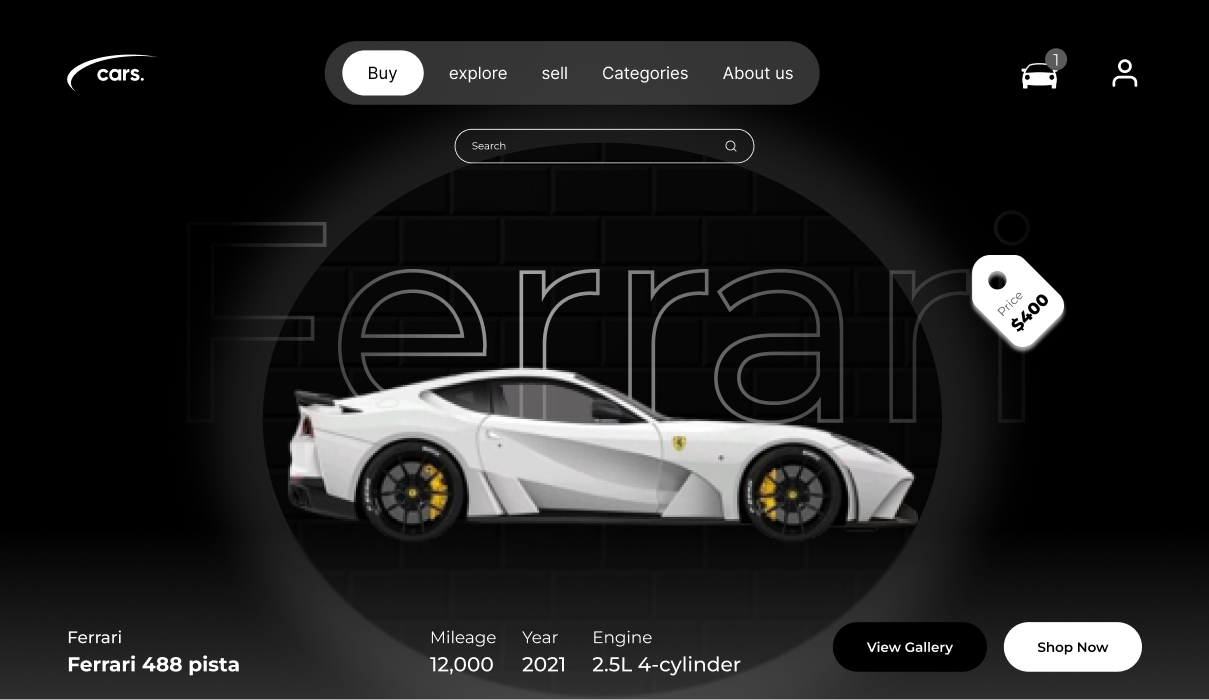 cars.
Buy
explore
sell
Categories
About us
1
Search
Ferrari
Price
$400
Ferrari
Ferrari 488 pista
Mileage
12,000
Year
2021
Engine
2.5L 4-cylinder
View Gallery
Shop Now